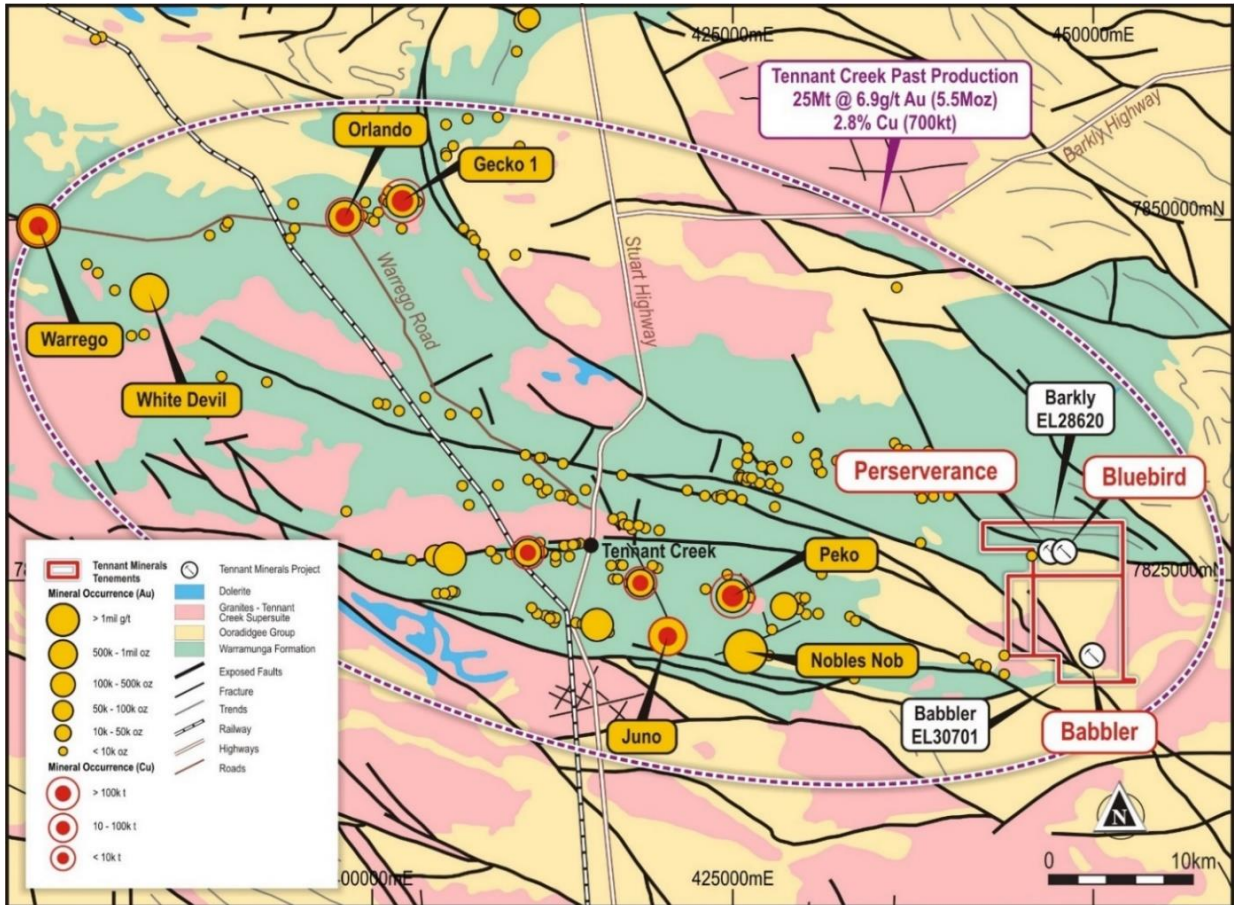 425000mE
450000mE
Tennant Creek Past Production
25Mt @ 6.9g/t Au (5.5Moz)
2.8% Cu (700kt)
Barkly Highway
Orlando
Gecko 1
7850000mN
Stuart Highway
Warrego Road
Warrego
White Devil
Barkly
EL28620
Perserverance
Bluebird
Tennant Creek
Peko
7825000mN
Nobles Nob
Juno
Babbler
EL30701
Babbler
Tennant Minerals
Tenements
Mineral Occurrence (Au)
> 1mil g/t
500k - 1mil oz
100k - 500k oz
50k - 100k oz
10k - 50k oz
< 10k oz
Mineral Occurrence (Cu)
> 100k t
10 - 100k t
< 10k t
Tennant Minerals Project
Dolerite
Granites - Tennant
Creek Supersuite
Ooradidgee Group
Warramunga Formation
Exposed Faults
Fracture
Trends
Railway
Highways
Roads
425000mE
N
0 10km